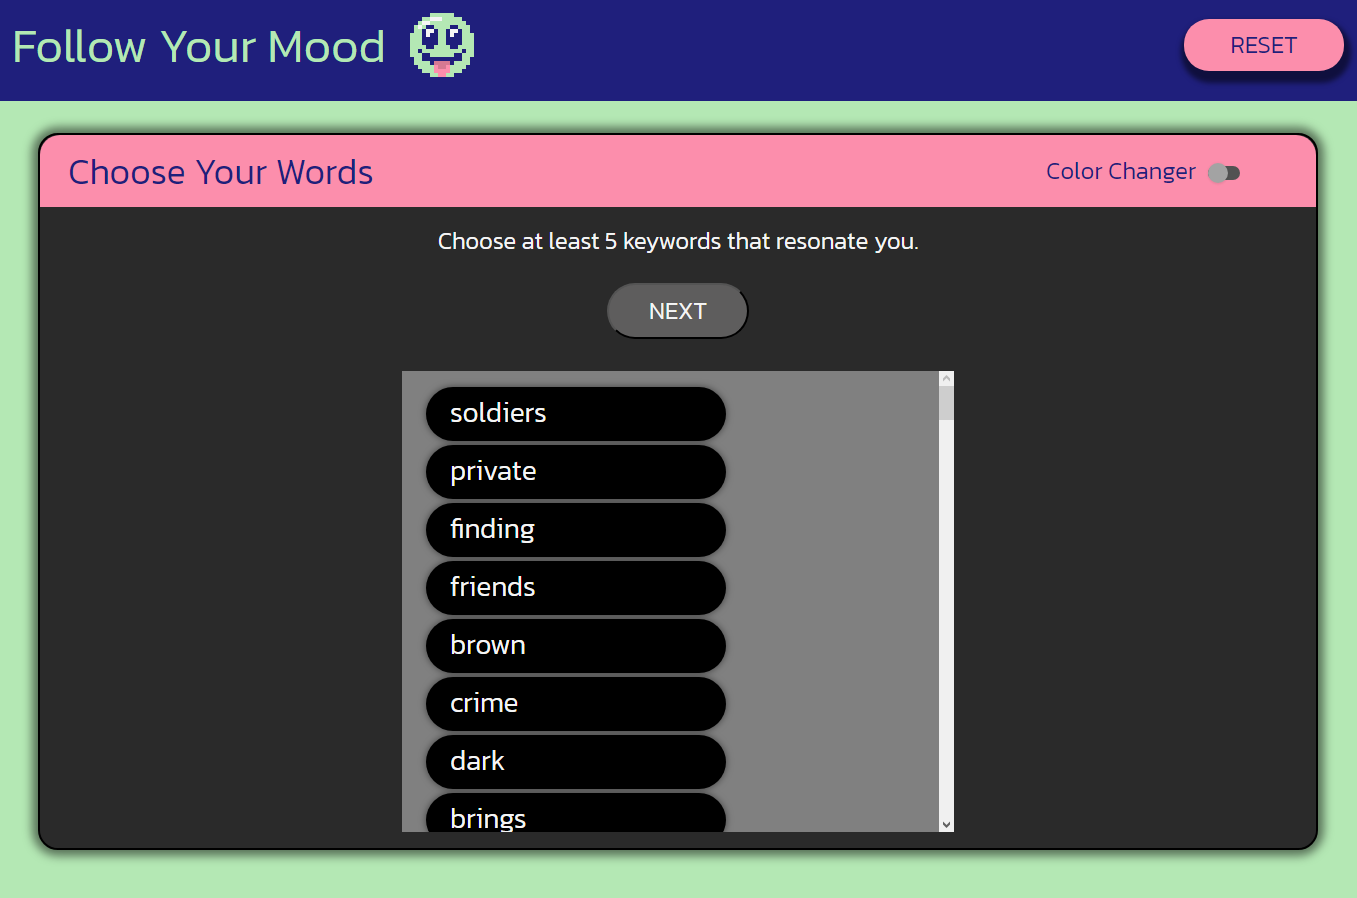 Follow Your Mood
RESET
Choose Your Words
Color Changer
Choose at least 5 keywords that resonate you.
NEXT
soldiers
private
finding
friends
brown
crime
dark
brings